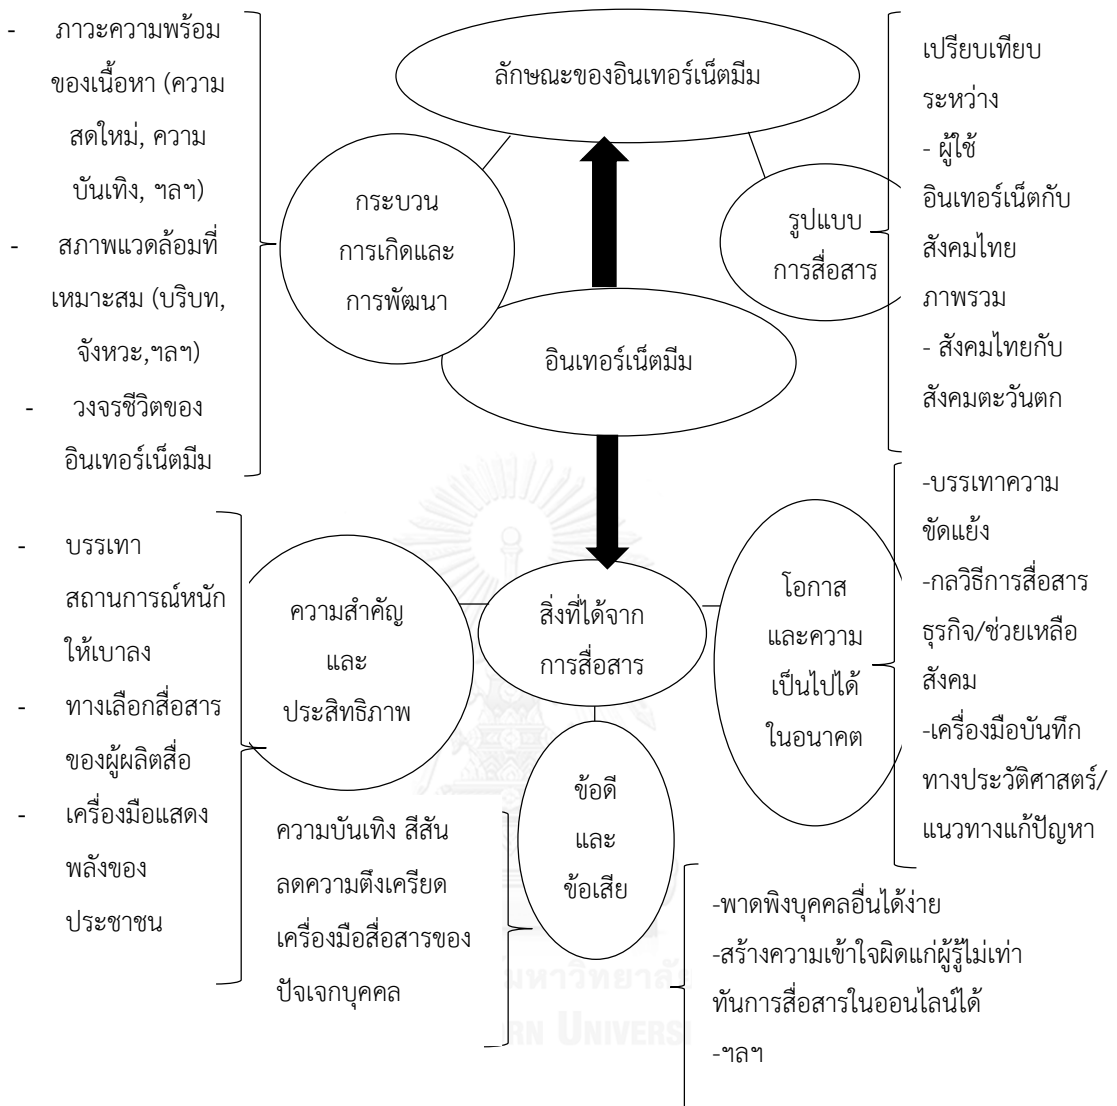 - ภาวะความพร้อม
ของเนื้อหา (ความ
สดใหม่, ความ
บันเทิง, ฯลฯ)
- สภาพแวดล้อมที่
เหมาะสม (บริบท,
จังหวะ,ฯลฯ)
- วงจรชีวิตของ
อินเทอร์เน็ตมีม
กระบวน
การเกิดและ
การพัฒนา
ลักษณะของอินเทอร์เน็ตมีม
รูปแบบ
การสื่อสาร
เปรียบเทียบ
ระหว่าง
- ผู้ใช้
อินเทอร์เน็ตกับ
สังคมไทย
ภาพรวม
- สังคมไทยกับ
สังคมตะวันตก
อินเทอร์เน็ตมีม
- บรรเทา
สถานการณ์หนัก
ให้เบาลง
- ทางเลือกสื่อสาร
ของผู้ผลิตสื่อ
- เครื่องมือแสดง
พลังของ
ประชาชน
ความสำคัญ
และ
ประสิทธิภาพ
สิ่งที่ได้จาก
การสื่อสาร
โอกาส
และความ
เป็นไปได้
ในอนาคต
-บรรเทาความ
ขัดแย้ง
-กลวิธีการสื่อสาร
ธุรกิจ/ช่วยเหลือ
สังคม
-เครื่องมือบันทึก
ทางประวัติศาสตร์/
แนวทางแก้ปัญหา
ความบันเทิง สีสัน
ลดความตึงเครียด
เครื่องมือสื่อสารของ
ปัจเจกบุคคล
ข้อดี
และ
ข้อเสีย
-พาดพิงบุคคลอื่นได้ง่าย
-สร้างความเข้าใจผิดแก่ผู้รู้ไม่เท่า
ทันการสื่อสารในออนไลน์ได้
-ฯลฯ
มหาวิทยาลัย
RN UNIVERSI